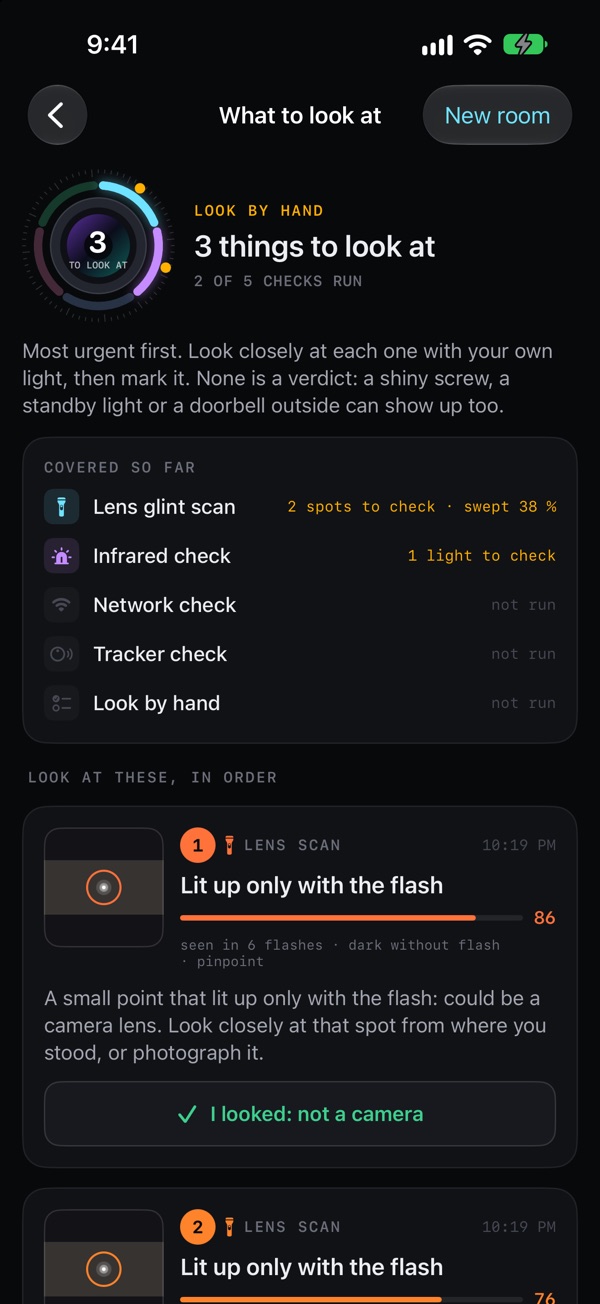 9:41
What to look at
New room
3
TO LOOK AT
LOOK BY HAND
3 things to look at
2 OF 5 CHECKS RUN
Most urgent first. Look closely at each one with your own
light, then mark it. None is a verdict: a shiny screw, a
standby light or a doorbell outside can show up too.
COVERED SO FAR
Lens glint scan
2 spots to check · swept 38 %
Infrared check
1 light to check
Network check
not run
Tracker check
not run
Look by hand
not run
LOOK AT THESE, IN ORDER
1 LENS SCAN
10:19 PM
Lit up only with the flash
86
seen in 6 flashes · dark without flash
· pinpoint
A small point that lit up only with the flash: could be a
camera lens. Look closely at that spot from where you
stood, or photograph it.
I looked: not a camera
2 LENS SCAN
10:19 PM
Lit up only with the flash
76